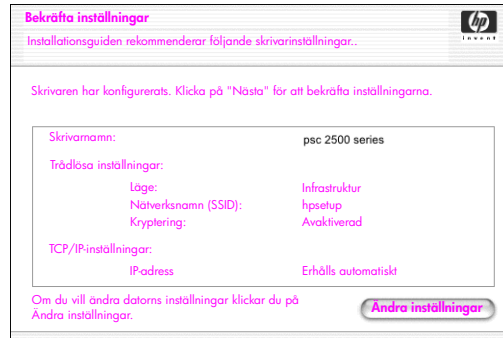 Bekräfta inställningar
Installationsguiden rekommenderar följande skrivarinställningar..
hp
invent
Skrivaren har konfigurerats. Klicka på "Nästa" för att bekräfta inställningarna.
Skrivarnamn: psc 2500 series
Trådlösa inställningar:
Läge: Infrastruktur
Nätverksnamn (SSID): hpsetup
Kryptering: Avaktiverad
TCP/IP-inställningar:
IP-adress Erhålls automatiskt
Om du vill ändra datorns inställningar klickar du på
Ändra inställningar.
Ändra inställningar